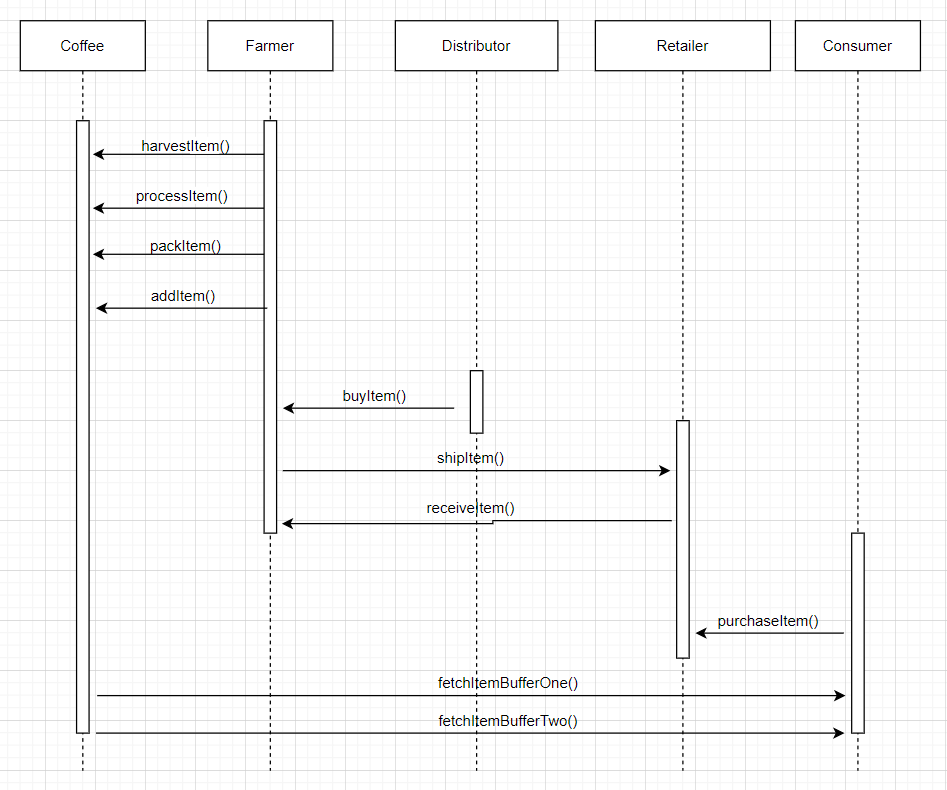 Coffee
Farmer
Distributor
Retailer
Consumer
harvestItem()
processItem()
packItem()
addItem()
buyItem()
shipItem()
receiveItem()
purchaseItem()
fetchItemBufferOne()
fetchItemBufferTwo()